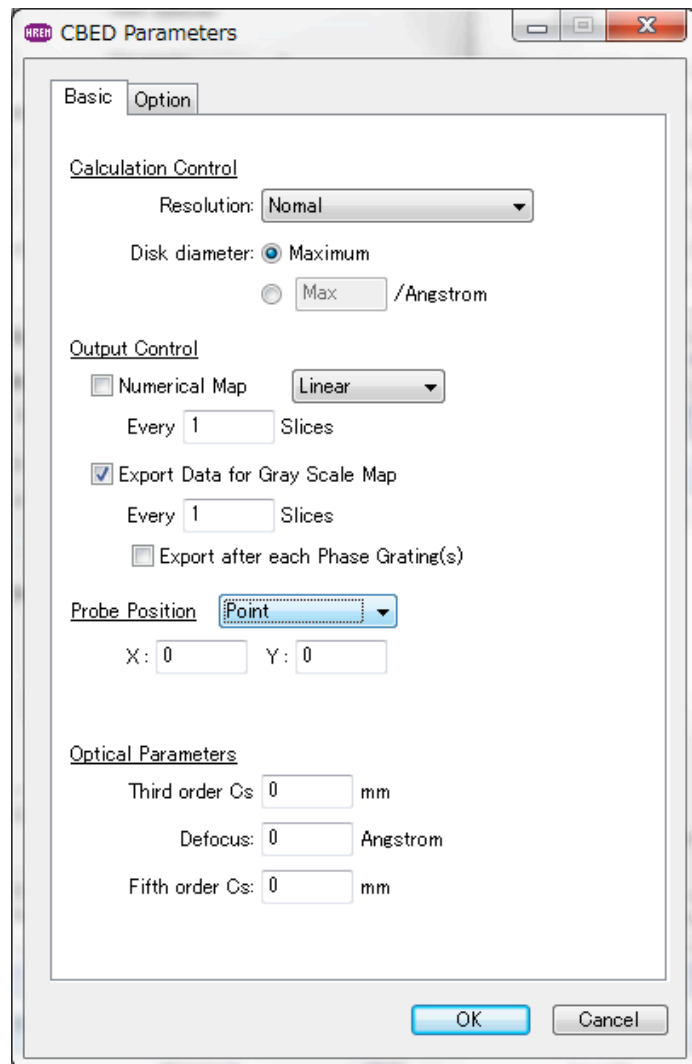 HREM CBED Parameters
Basic Option
Calculation Control
Resolution: Nomal
Disk diameter: Maximum
Max /Angstrom
Output Control
Numerical Map Linear
Every 1 Slices
Export Data for Gray Scale Map
Every 1 Slices
Export after each Phase Grating(s)
Probe Position Point
X: 0 Y: 0
Optical Parameters
Third order Cs 0 mm
Defocus: 0 Angstrom
Fifth order Cs: 0 mm
OK Cancel